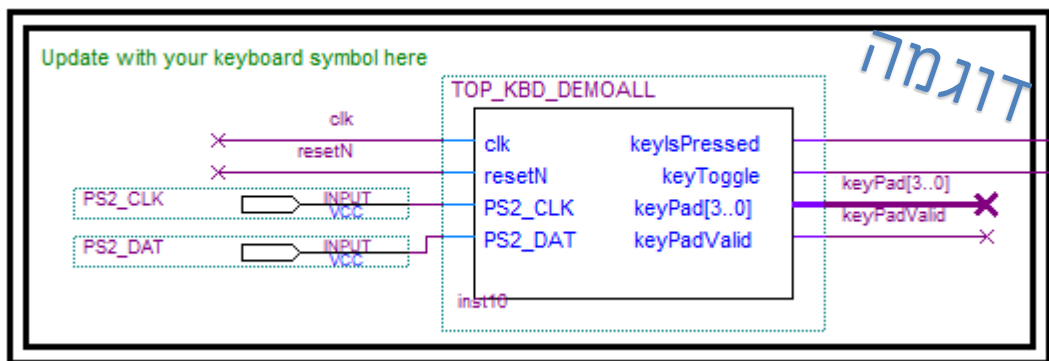 Update with your keyboard symbol here
דוגמה
TOP_KBD_DEMOALL
clk
resetN
PS2_CLK
INPUT
VCC
PS2_DAT
INPUT
VCC
clk
keyIsPressed
resetN
keyToggle
PS2_CLK
keyPad[3..0]
PS2_DAT
keyPadValid
inst10
keyPad[3..0]
keyPadValid